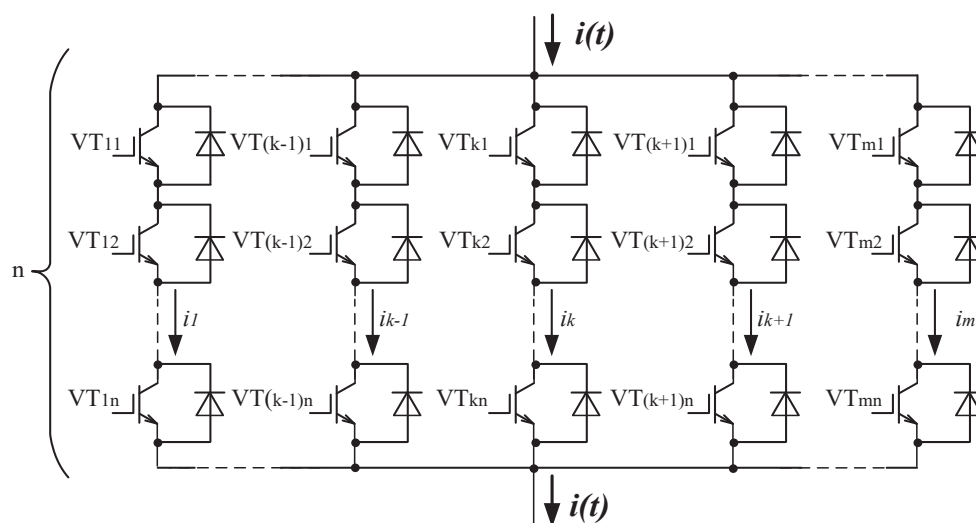 i(t)
VT11 VT(k-1)1 VTk1 VT(k+1)1 VTm1
VT12 VT(k-1)2 VTk2 VT(k+1)2 VTm2
n
i1 ik-1 ik ik+1 im
VT1n VT(k-1)n VTkn VT(k+1)n VTmn
i(t)